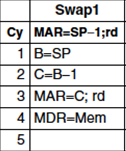 Swap1
Cy MAR=SP–1;rd
1 B=SP
2 C=B–1
3 MAR=C; rd
4 MDR=Mem
5